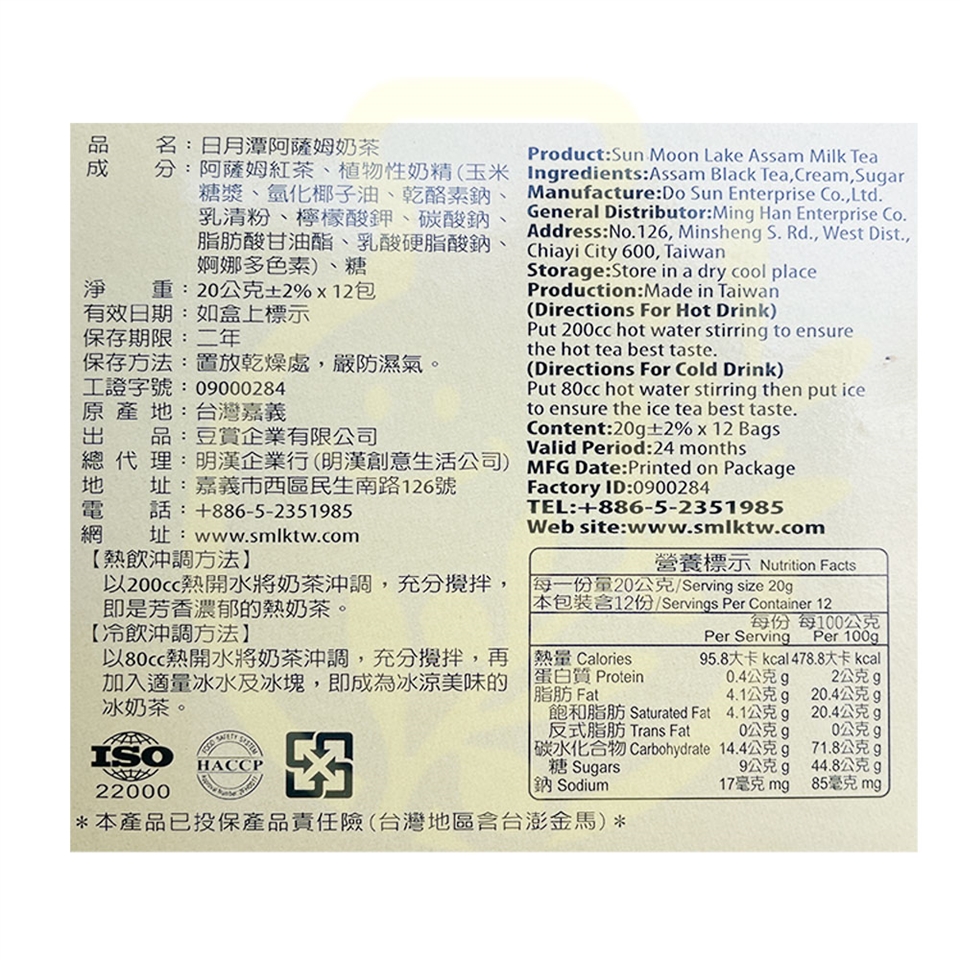 品名：日月潭阿薩姆奶茶
成分：阿薩姆紅茶、植物性奶精(玉米
糖漿、氫化椰子油、乾酪素鈉、
乳清粉、檸檬酸鉀、碳酸鈉、
脂肪酸甘油酯、乳酸硬脂酸鈉、
婀娜多色素)、糖
淨重：20公克±2% x 12包
有效日期：如盒上標示
保存期限：二年
保存方法：置放乾燥處，嚴防濕氣。
工證字號：09000284
原產地：台灣嘉義
出品：豆賞企業有限公司
總代理：明漢企業行(明漢創意生活公司)
地址：嘉義市西區民生南路126號
電話：+886-5-2351985
網址：www.smlktw.com
【熱飲沖調方法】
以200cc熱開水將奶茶沖調，充分攪拌，
即是芳香濃郁的熱奶茶。
【冷飲沖調方法】
以80cc熱開水將奶茶沖調，充分攪拌，再
加入適量冰水及冰塊，即成為冰涼美味的
冰奶茶。
ISO
22000
FOOD SAFETY SYSTEM
HACCP
*本產品已投保產品責任險(台灣地區含台澎金馬)*
Product:Sun Moon Lake Assam Milk Tea
Ingredients:Assam Black Tea,Cream,Sugar
Manufacture:Do Sun Enterprise Co.,Ltd.
General Distributor:Ming Han Enterprise Co.
Address:No.126, Minsheng S. Rd., West Dist.,
Chiayi City 600, Taiwan
Storage:Store in a dry cool place
Production:Made in Taiwan
(Directions For Hot Drink)
Put 200cc hot water stirring to ensure
the hot tea best taste.
(Directions For Cold Drink)
Put 80cc hot water stirring then put ice
to ensure the ice tea best taste.
Content:20g±2% x 12 Bags
Valid Period:24 months
MFG Date:Printed on Package
Factory ID:0900284
TEL:+886-5-2351985
Web site:www.smlktw.com
營養標示 Nutrition Facts
每一份量20公克/Serving size 20g
本包裝含12份/Servings Per Container 12
每份 每100公克
Per Serving Per 100g
熱量 Calories 95.8大卡 kcal 478.8大卡 kcal
蛋白質 Protein 0.4公克 g 2公克 g
脂肪 Fat 4.1公克 g 20.4公克 g
飽和脂肪 Saturated Fat 4.1公克 g 20.4公克 g
反式脂肪 Trans Fat 0公克 g 0公克 g
碳水化合物 Carbohydrate 14.4公克 g 71.8公克 g
糖 Sugars 9公克 g 44.8公克 g
鈉 Sodium 17毫克 mg 85毫克 mg